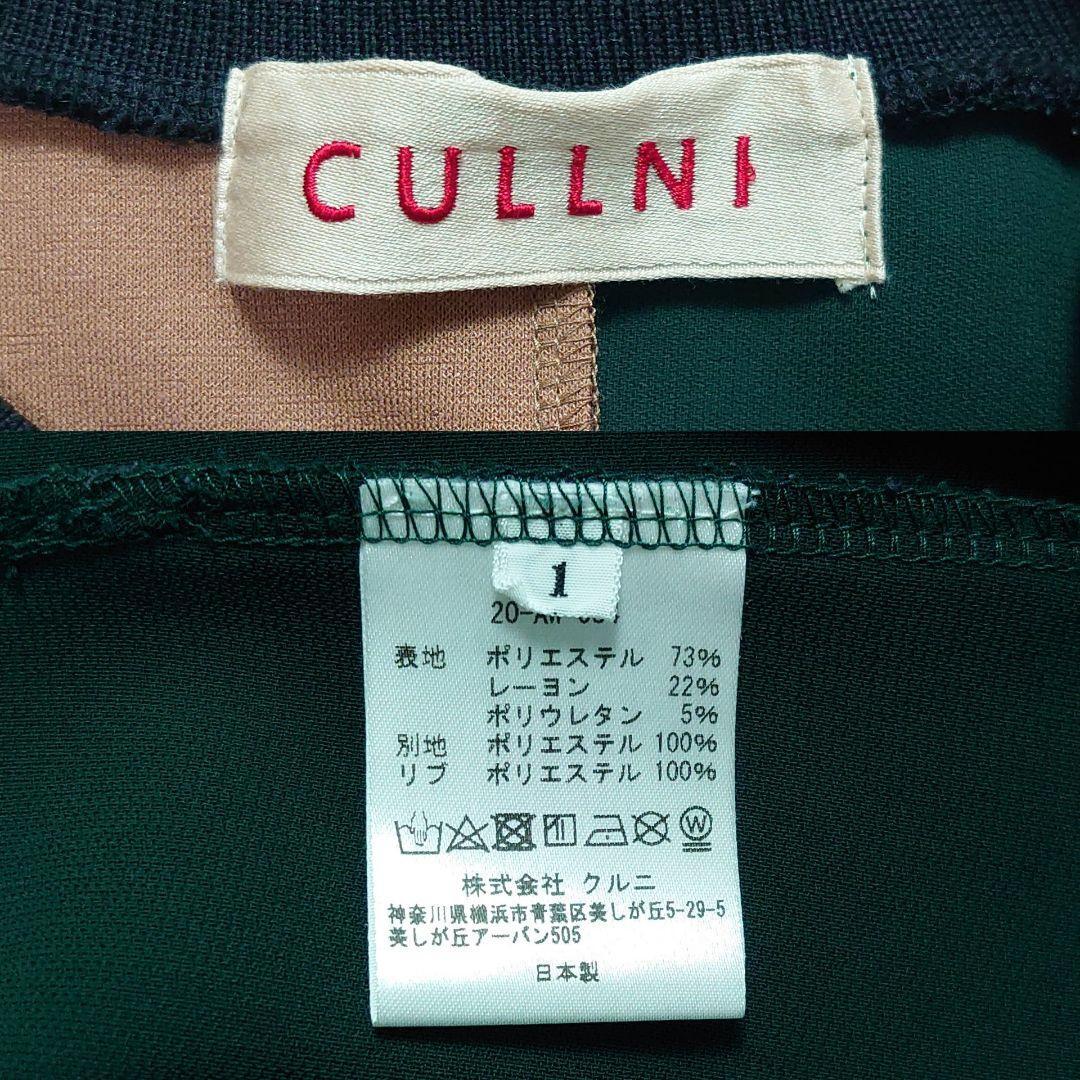 CULLNI
1
表地 ポリエステル 73%
レーヨン 22%
ポリウレタン 5%
別地 ポリエステル 100%
リブ ポリエステル 100%
W
株式会社 クルニ
神奈川県横浜市青葉区美しが丘5-29-5
美しが丘アーバン505
日本製